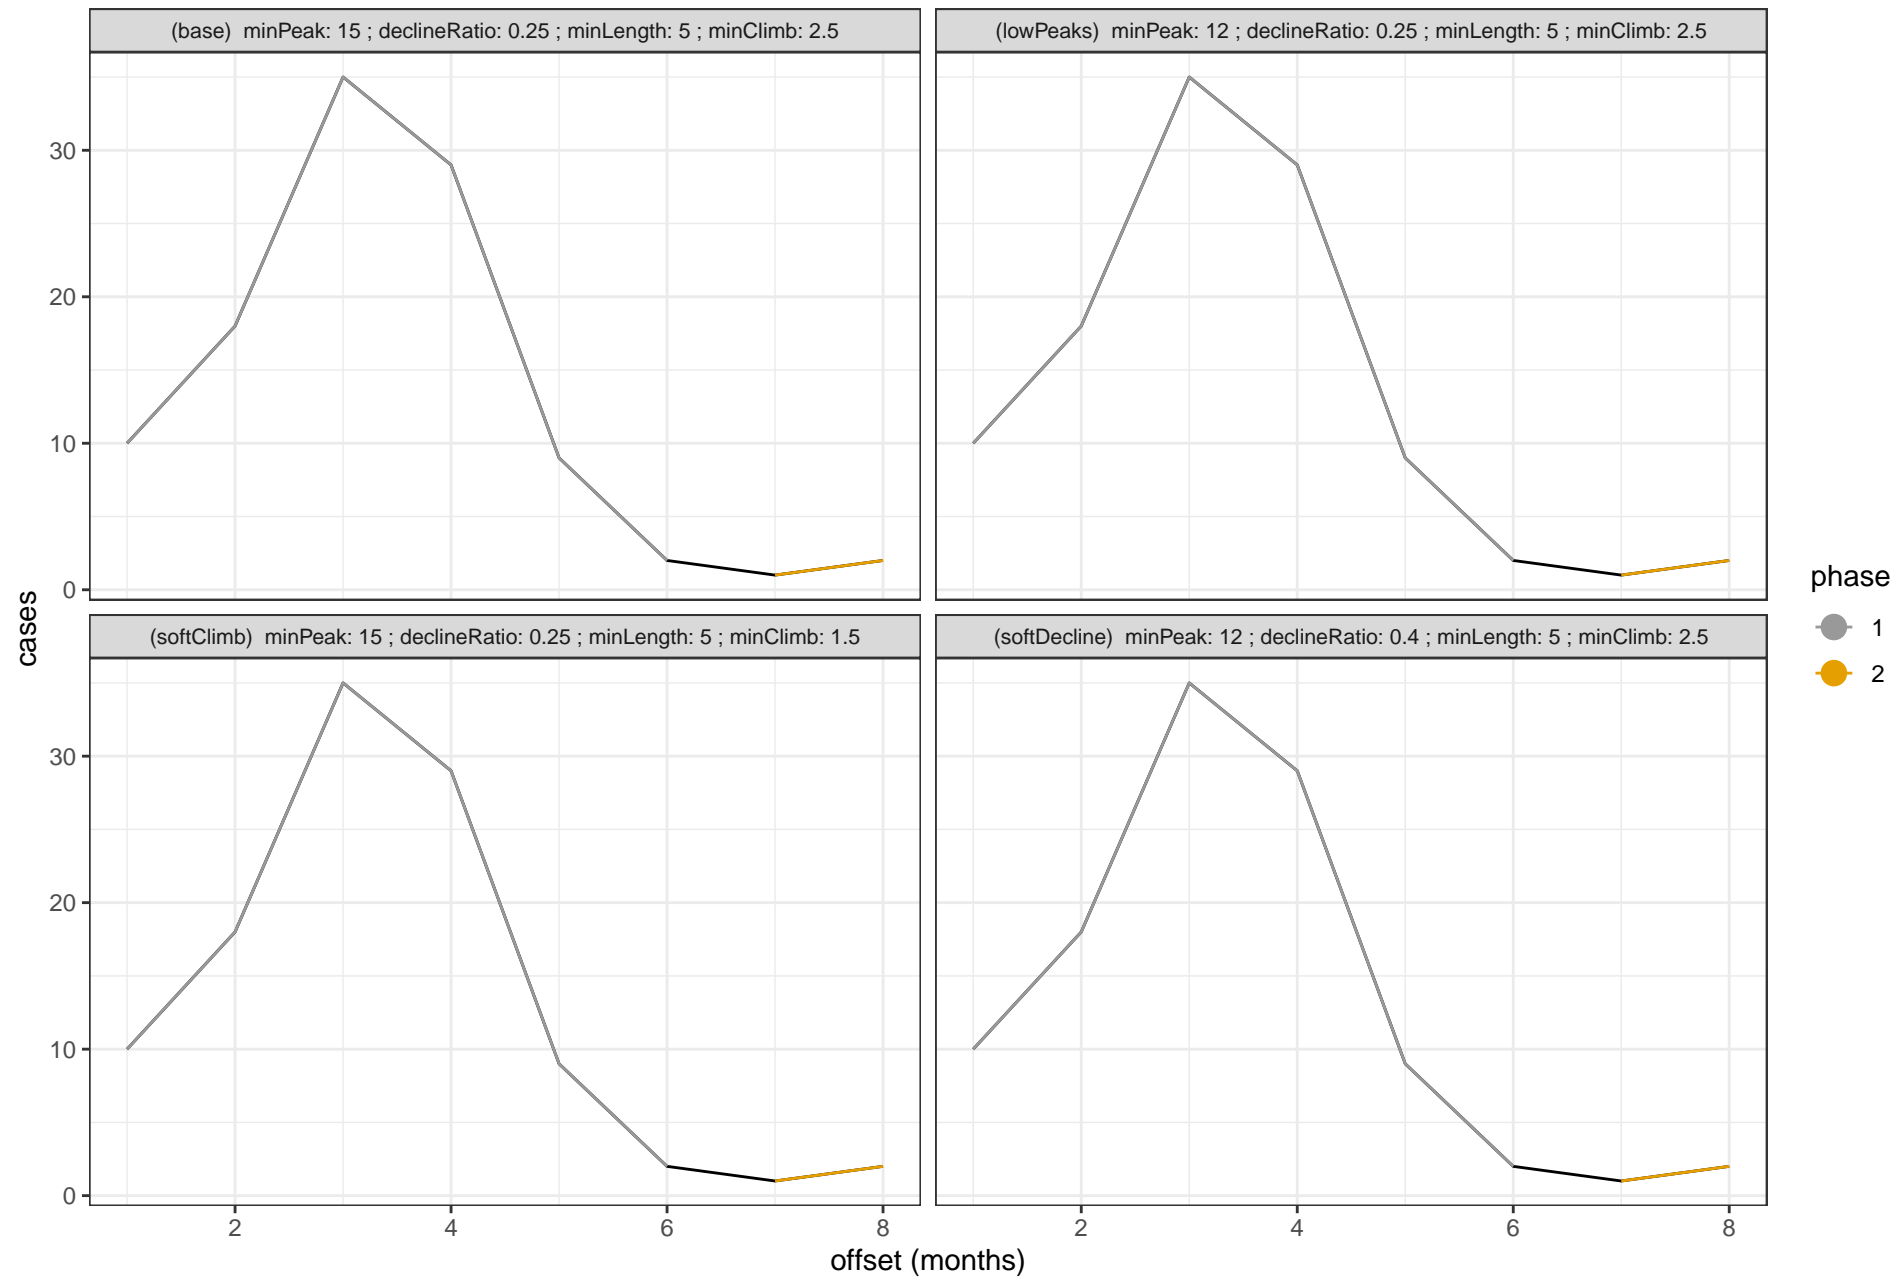 (base)  minPeak: 15 ; declineRatio: 0.25 ; minLength: 5 ; minClimb: 2.5
(lowPeaks)  minPeak: 12 ; declineRatio: 0.25 ; minLength: 5 ; minClimb: 2.5
30
20
10
0
(softClimb)  minPeak: 15 ; declineRatio: 0.25 ; minLength: 5 ; minClimb: 1.5
(softDecline)  minPeak: 12 ; declineRatio: 0.4 ; minLength: 5 ; minClimb: 2.5
30
20
10
0
cases
2 4 6 8
2 4 6 8
offset (months)
phase
1
2